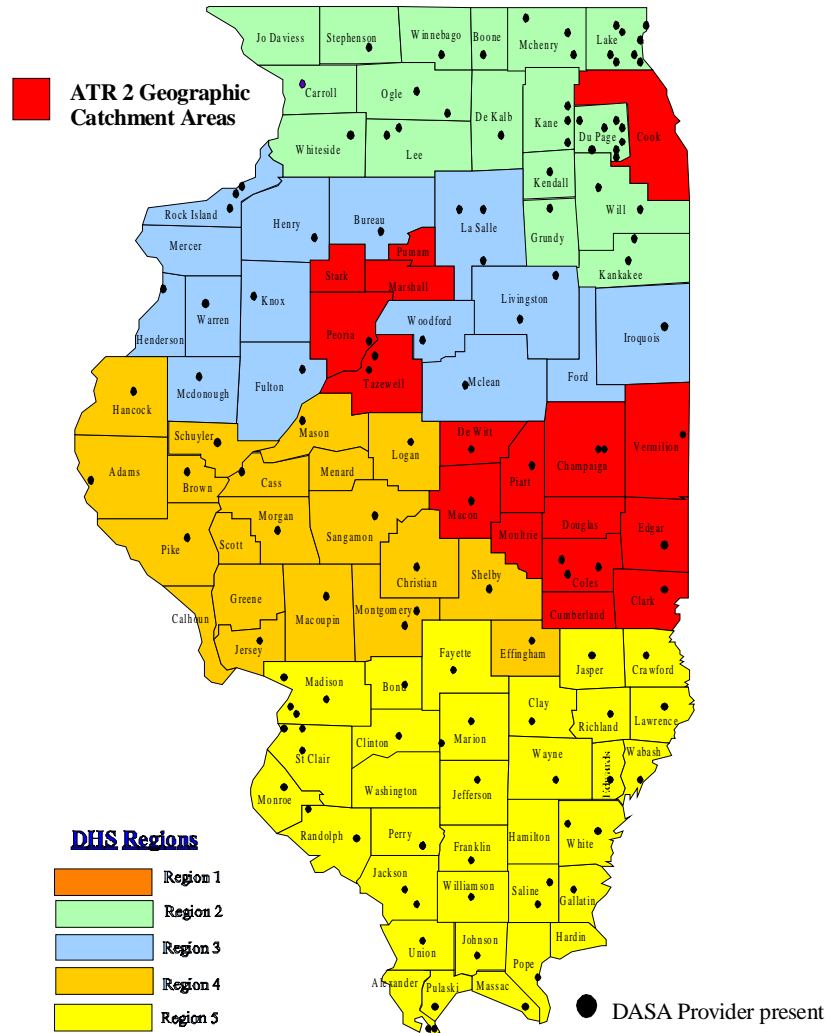 Jo Daviess
Stephenson
Winnebago
Boone
Mchenry
Lake
ATR 2 Geographic
Catchment Areas
Carroll
Ogle
De Kalb
Kane
Du Page
Cook
Whiteside
Lee
Kendall
Rock Island
Henry
Bureau
La Salle
Will
Grundy
Mercer
Putnam
Kankakee
Stark
Marshall
Livingston
Knox
Warren
Henderson
Peoria
Woodford
Iroquois
Tazewell
Mclean
Ford
Mcdonough
Fulton
Hancock
Mason
De Witt
Schuyler
Logan
Vermilion
Adams
Champaign
Piatt
Menard
Brown
Cass
Macon
Morgan
Douglas
Edgar
Moultrie
Sangamon
Pike
Scott
Christian
Shelby
Coles
Clark
Greene
Calhoun
Macoupin
Montgomery
Cumberland
Jersey
Effingham
Fayette
Jasper
Crawford
Madison
Bond
Clay
Richland
Lawrence
Clinton
Marion
Wayne
Wabash
St Clair
Edwards
Washington
Jefferson
Monroe
Randolph
Perry
Hamilton
White
Franklin
DHS Regions
Jackson
Williamson
Saline
Gallatin
Region 1
Region 2
Hardin
Union
Johnson
Region 3
Pope
Alexander
Pulaski
Massac
Region 4
DASA Provider present
Region 5